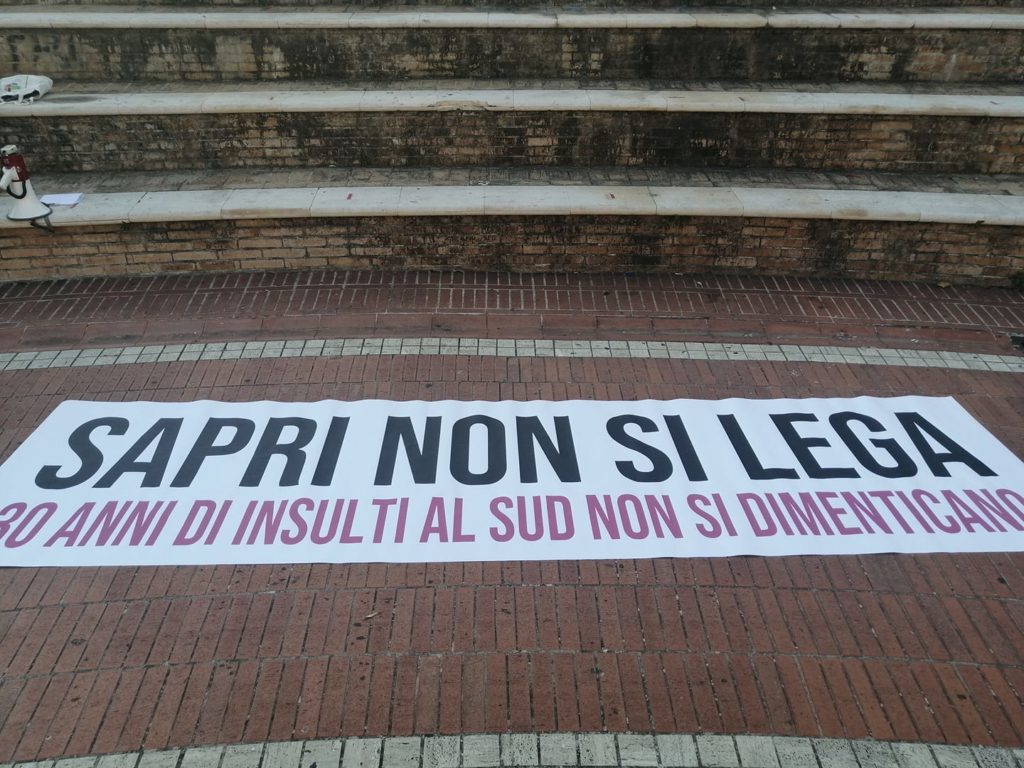 SAPRI NON SI LEGA
30 ANNI DI INSULTI AL SUD NON SI DIMENTICANO